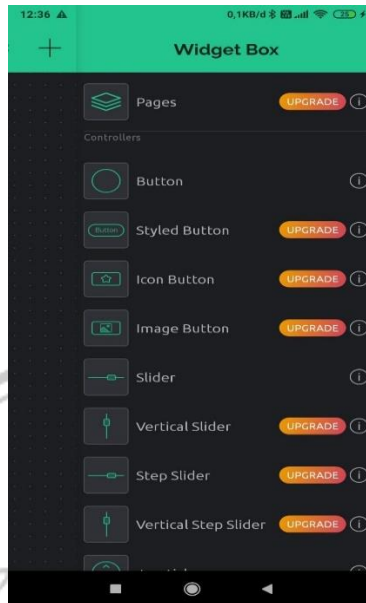 12:36 0,1KB/d 25
Widget Box
Pages UPGRADE
Controllers
Button
Button Styled Button UPGRADE
Icon Button UPGRADE
Image Button UPGRADE
Slider
Vertical Slider UPGRADE
Step Slider UPGRADE
Vertical Step Slider UPGRADE